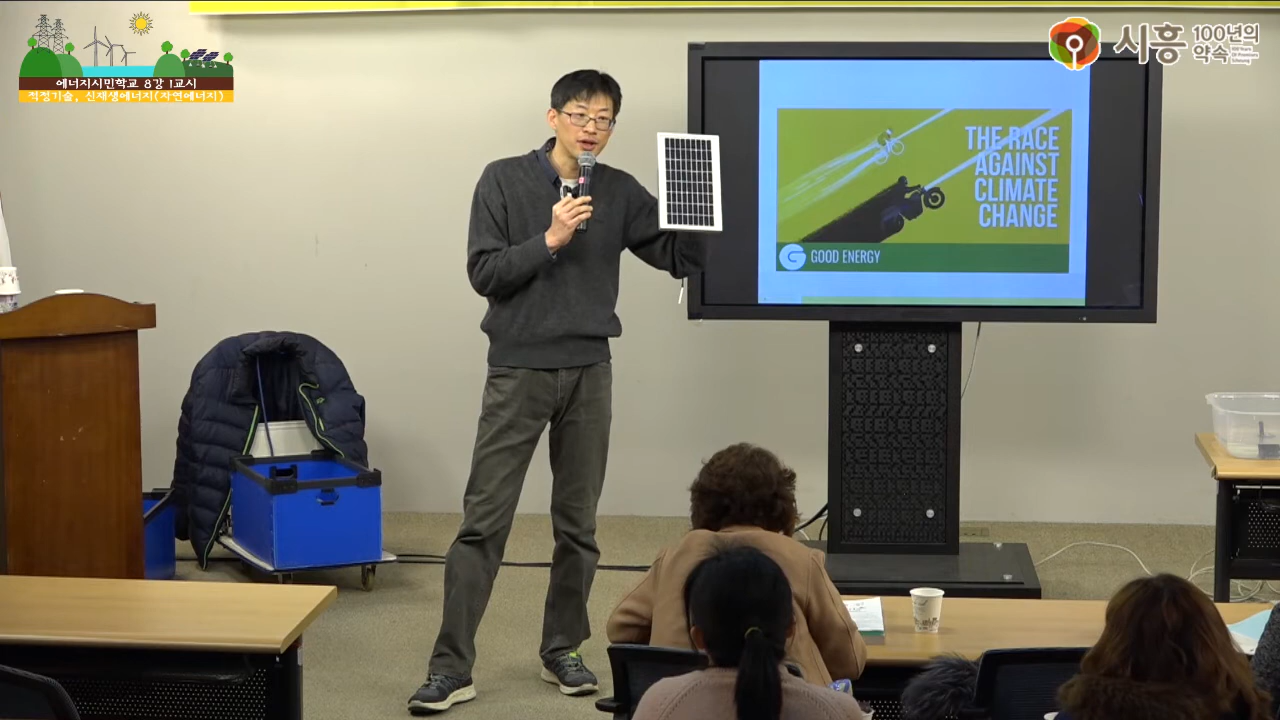 에너지시민학교 8강 1교시
적정기술, 신재생에너지(자연에너지)
시흥
100년의
약속
THE RACE
AGAINST
CLIMATE
CHANGE
G GOOD ENERGY